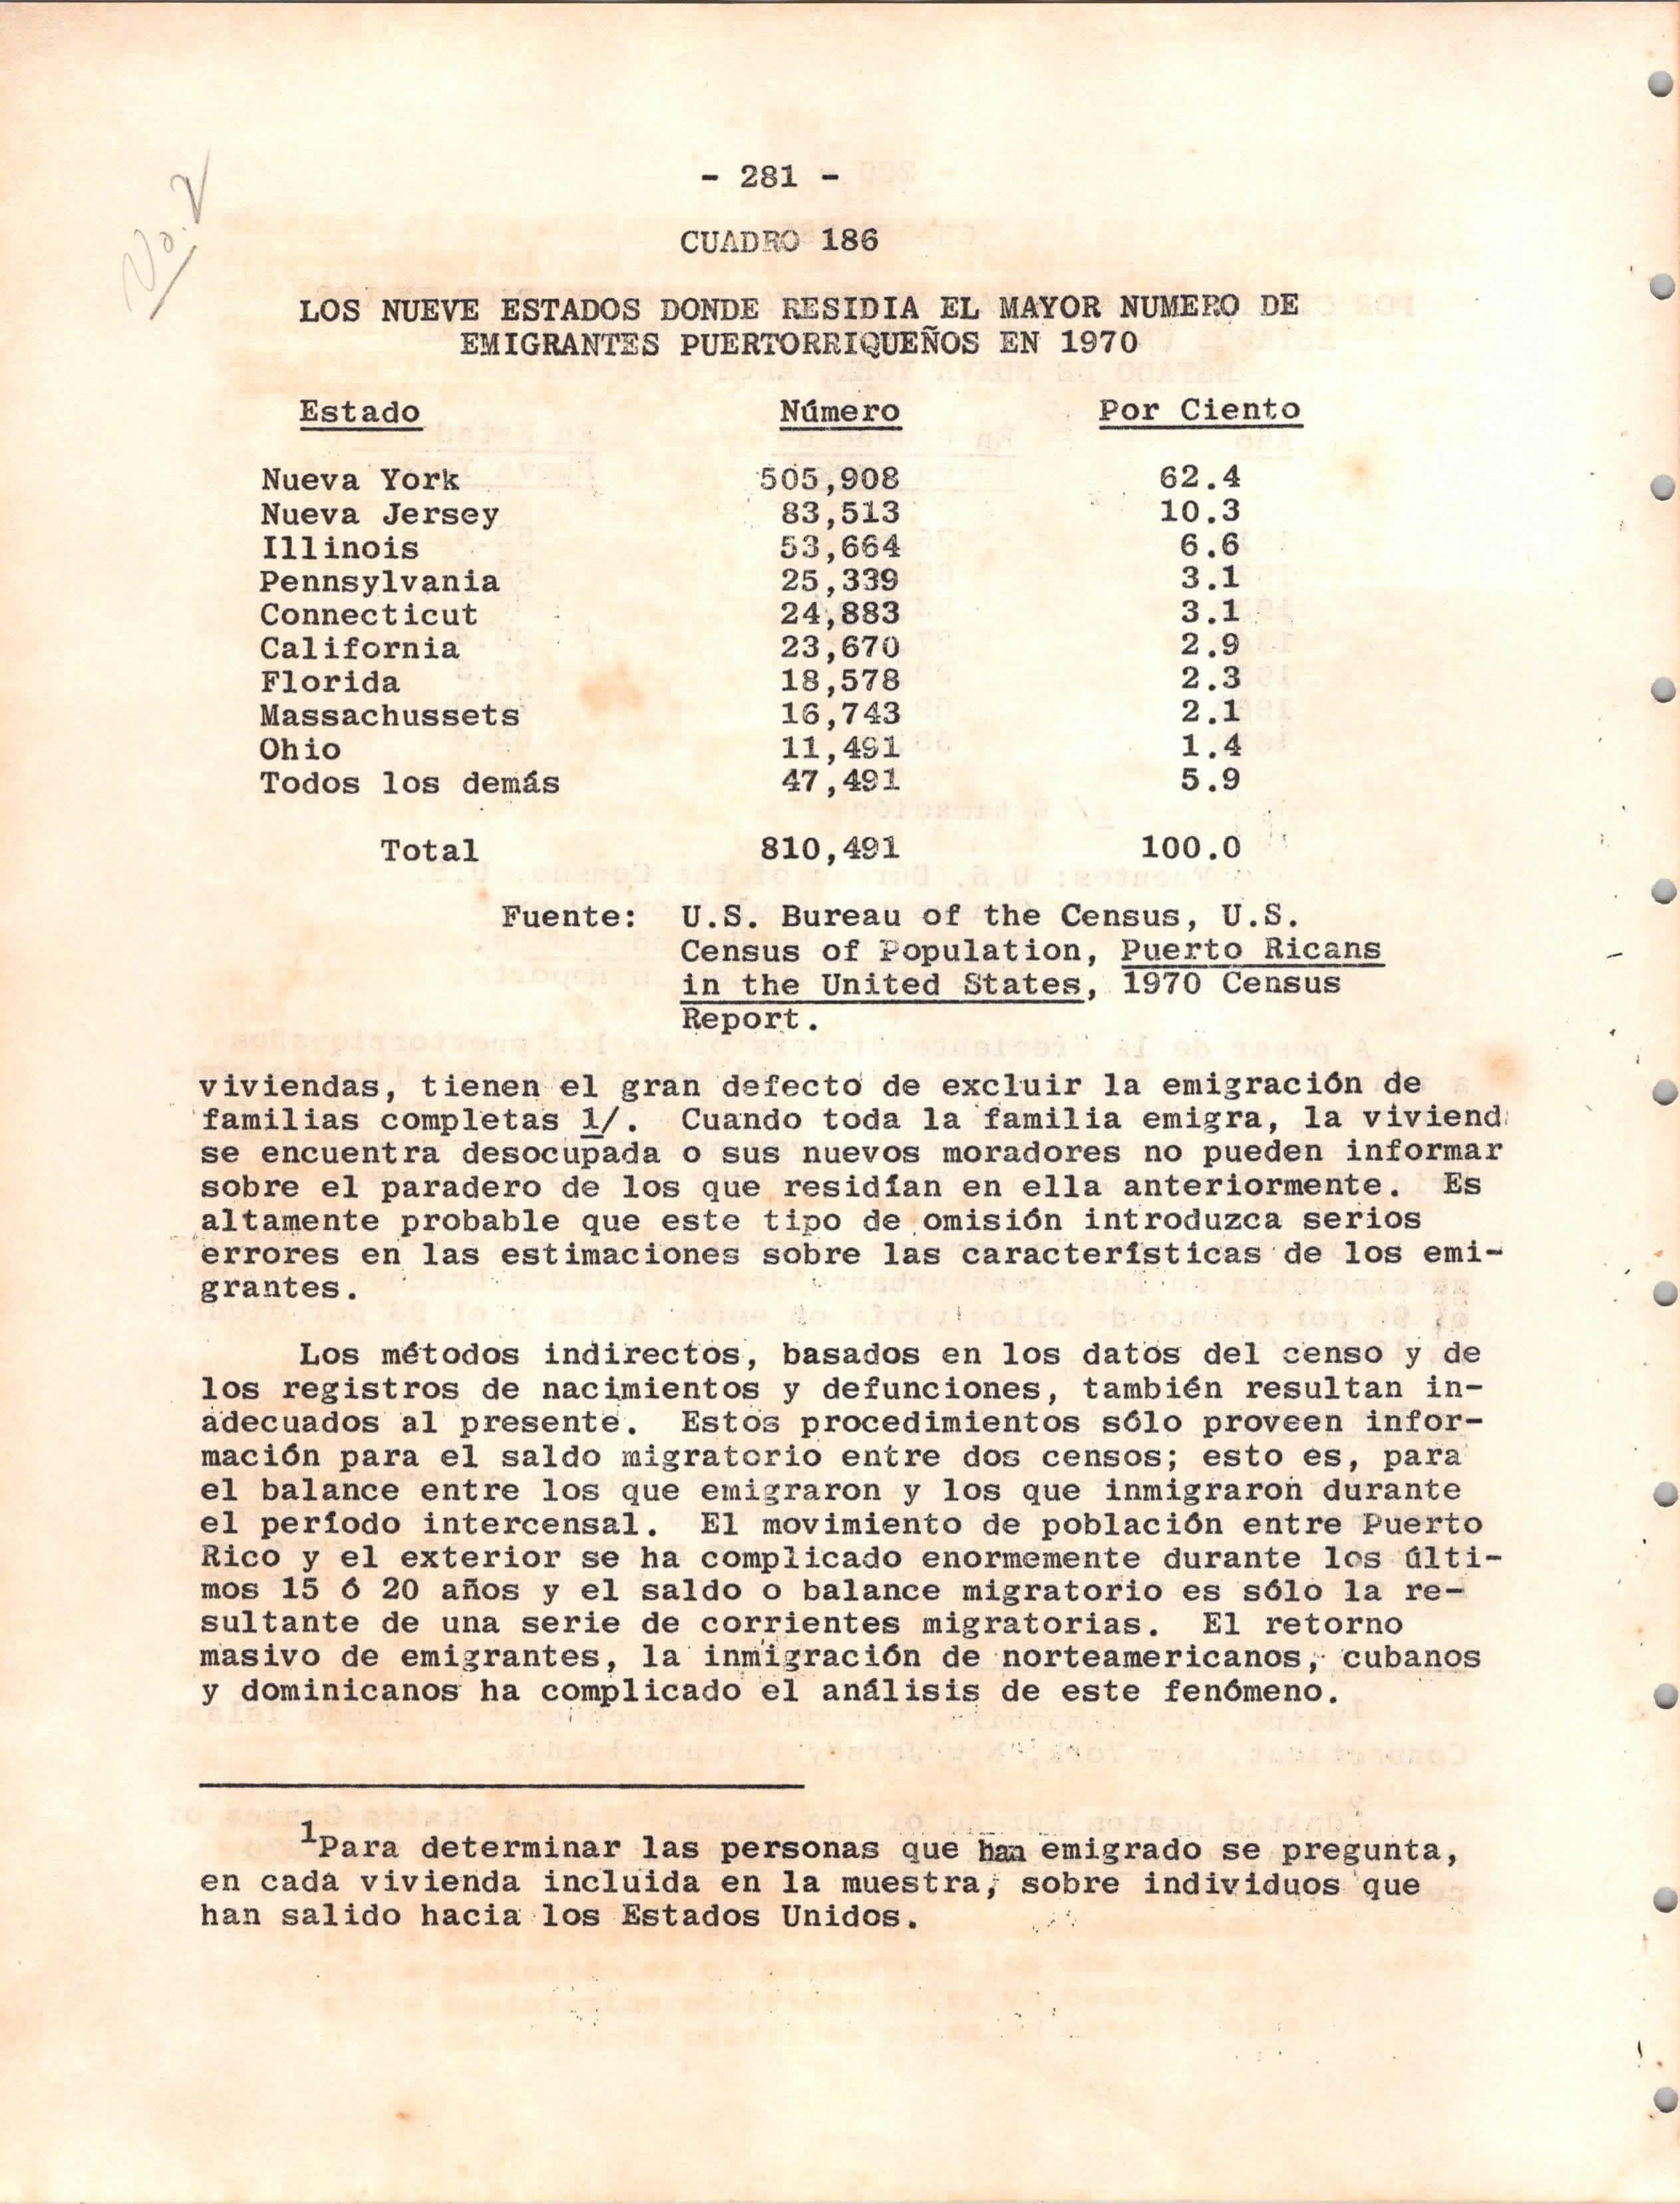 - 281 -
CUADRO 186
LOS NUEVE ESTADOS DONDE RESIDIA EL MAYOR NUMERO DE
EMIGRANTES PUERTORRIQUEÑOS EN 1970
Estado Número Por Ciento
Nueva York 505,908 62.4
Nueva Jersey 83,513 10.3
Illinois 53,664 6.6
Pennsylvania 25,339 3.1
Connecticut 24,883 3.1
California 23,670 2.9
Florida 18,578 2.3
Massachussets 16,743 2.1
Ohio 11,491 1.4
Todos los demás 47,491 5.9
Total 810,491 100.0
Fuente: U.S. Bureau of the Census, U.S.
Census of Population, Puerto Ricans
in the United States, 1970 Census
Report.
viviendas, tienen el gran defecto de excluir la emigración de
familias completas 1/. Cuando toda la familia emigra, la viviend
se encuentra desocupada o sus nuevos moradores no pueden informar
sobre el paradero de los que residían en ella anteriormente. Es
altamente probable que este tipo de omisión introduzca serios
errores en las estimaciones sobre las características de los emi-
grantes.
Los métodos indirectos, basados en los datos del censo y de
los registros de nacimientos y defunciones, también resultan in-
adecuados al presente. Estos procedimientos sólo proveen infor-
mación para el saldo migratorio entre dos censos; esto es, para
el balance entre los que emigraron y los que inmigraron durante
el período intercensal. El movimiento de población entre Puerto
Rico y el exterior se ha complicado enormemente durante los últi-
mos 15 ó 20 años y el saldo o balance migratorio es sólo la re-
sultante de una serie de corrientes migratorias. El retorno
masivo de emigrantes, la inmigración de norteamericanos, cubanos
y dominicanos ha complicado el análisis de este fenómeno.
1Para determinar las personas que han emigrado se pregunta,
en cada vivienda incluida en la muestra, sobre individuos que
han salido hacia los Estados Unidos.